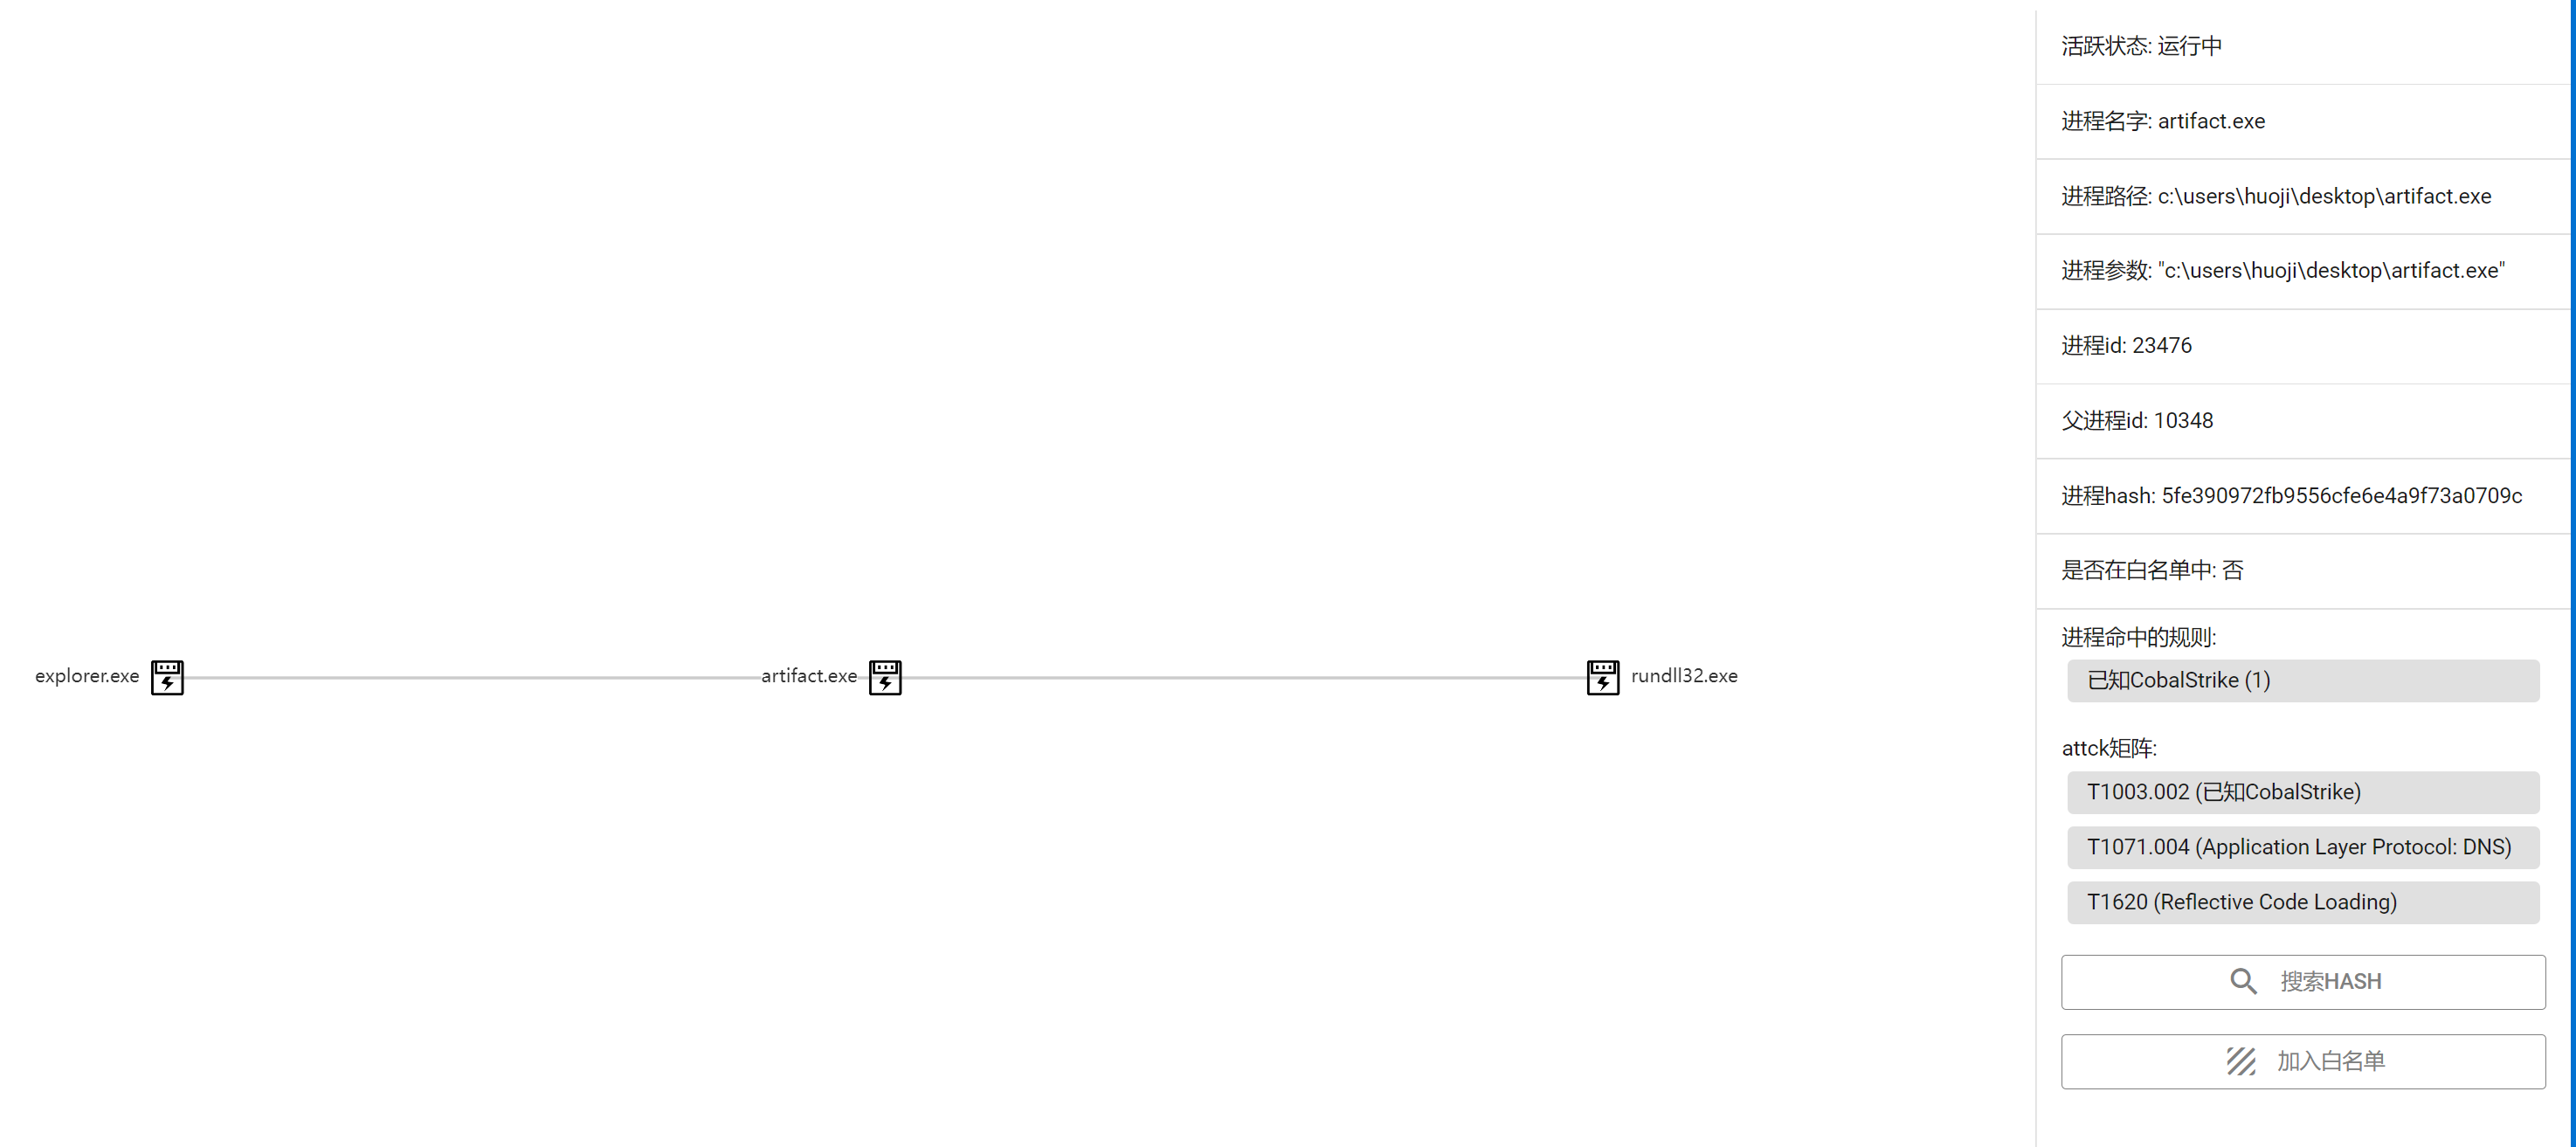 explorer.exe
artifact.exe
rundll32.exe
活跃状态: 运行中
进程名字: artifact.exe
进程路径: c:\users\huoji\desktop\artifact.exe
进程参数: "c:\users\huoji\desktop\artifact.exe"
进程id: 23476
父进程id: 10348
进程hash: 5fe390972fb9556cfe6e4a9f73a0709c
是否在白名单中: 否
进程命中的规则:
已知CobalStrike (1)
attck矩阵:
T1003.002 (已知CobalStrike)
T1071.004 (Application Layer Protocol: DNS)
T1620 (Reflective Code Loading)
搜索HASH
加入白名单